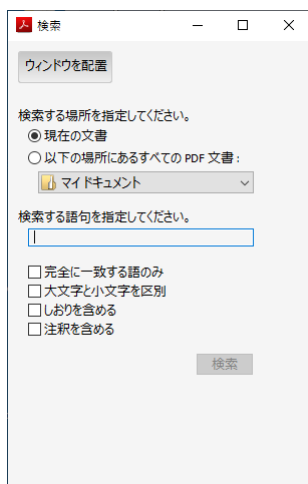 検索
ウィンドウを配置
検索する場所を指定してください。
現在の文書
以下の場所にあるすべての PDF 文書 :
マイ ドキュメント
検索する語句を指定してください。
完全に一致する語のみ
大文字と小文字を区別
しおりを含める
注釈を含める
検索